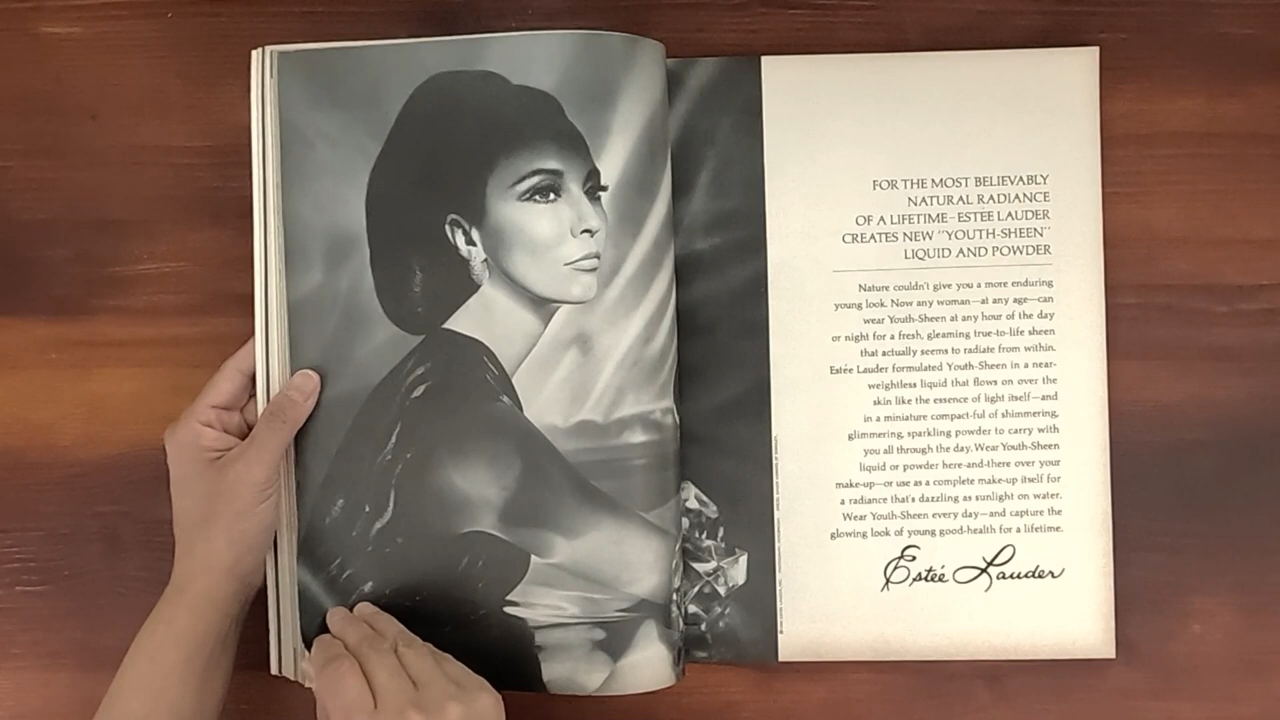 FOR THE MOST BELIEVABLY
NATURAL RADIANCE
OF A LIFETIME–ESTĒE LAUDER
CREATES NEW "YOUTH-SHEEN"
LIQUID AND POWDER
Nature couldn't give you a more enduring
young look. Now any woman—at any age—can
wear Youth-Sheen at any hour of the day
or night for a fresh, gleaming true-to-life sheen
that actually seems to radiate from within.
Estée Lauder formulated Youth-Sheen in a near-
weightless liquid that flows on over the
skin like the essence of light itself—and
in a miniature compact-ful of shimmering,
glimmering, sparkling powder to carry with
you all through the day. Wear Youth-Sheen
liquid or powder here-and-there over your
make-up—or use as a complete make-up itself for
a radiance that's dazzling as sunlight on water.
Wear Youth-Sheen every day—and capture the
glowing look of young good-health for a lifetime.
Estée Lauder